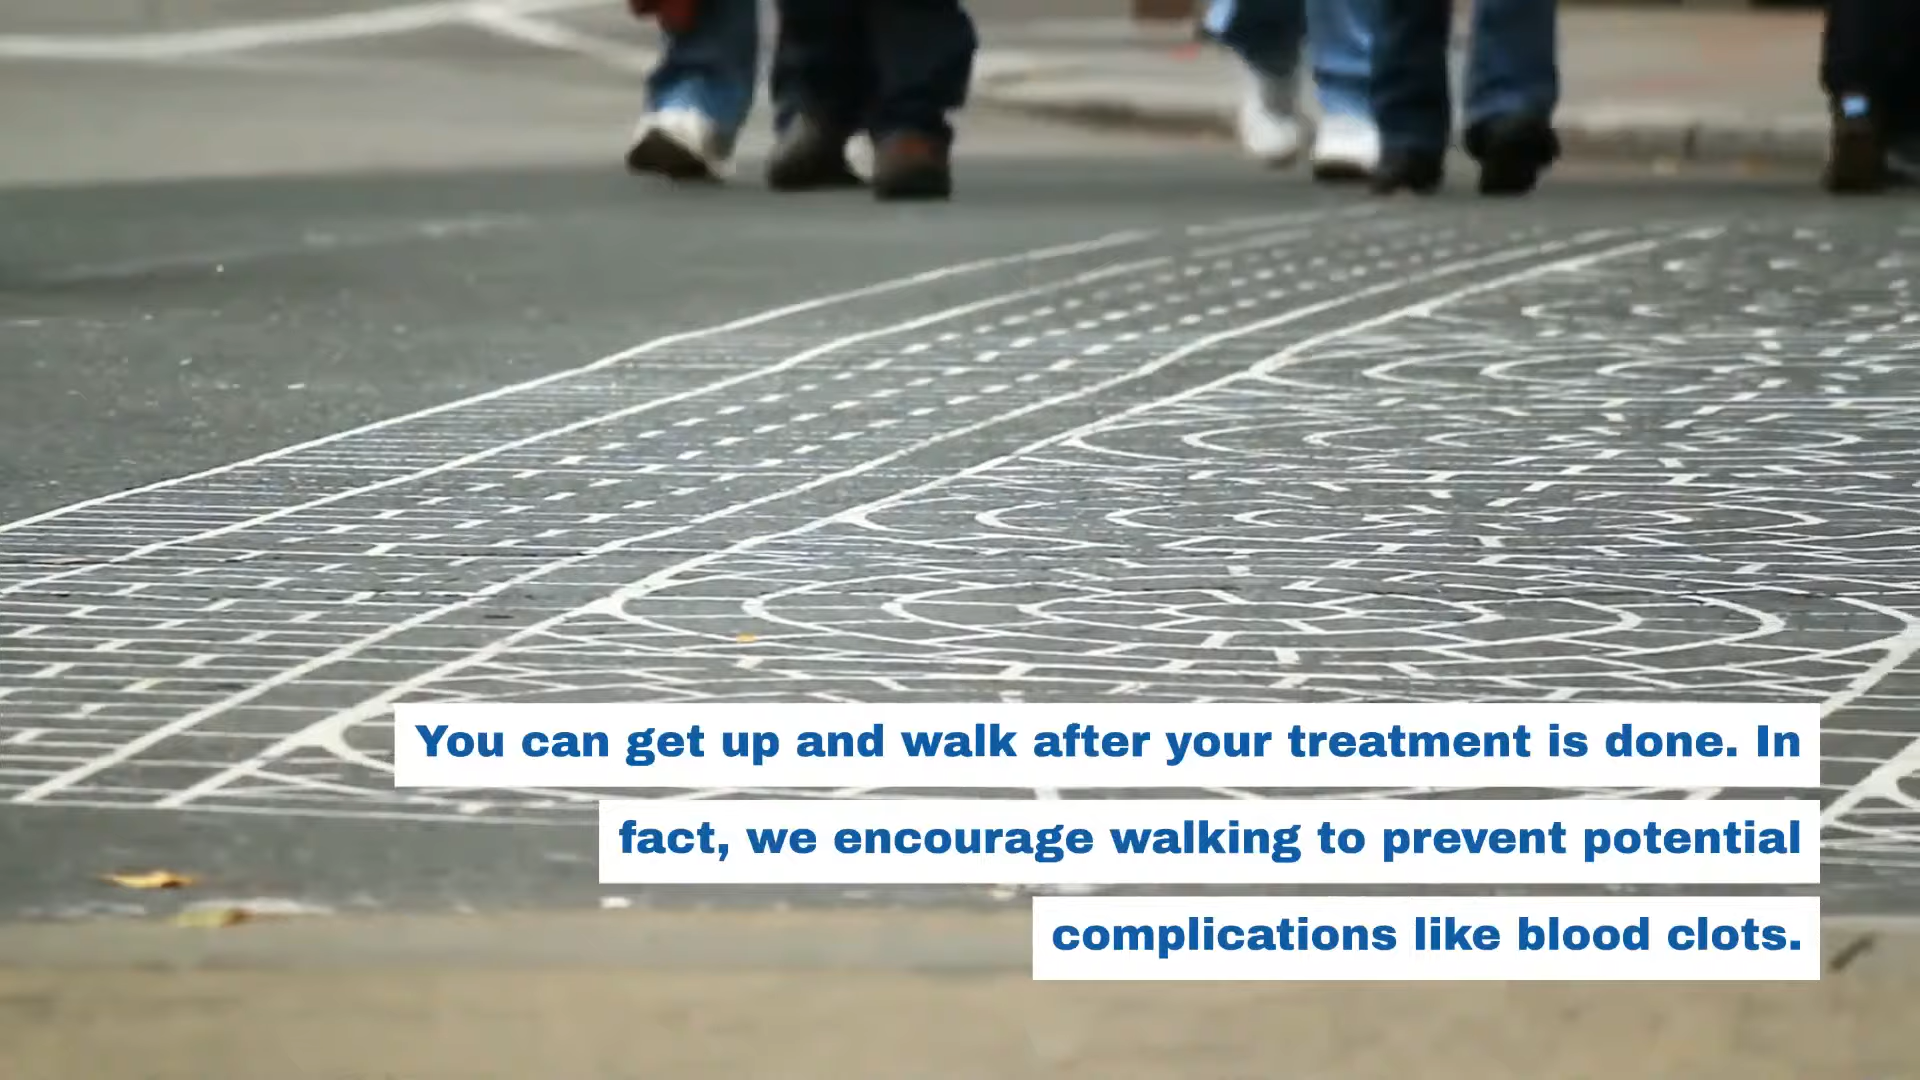 You can get up and walk after your treatment is done. In
fact, we encourage walking to prevent potential
complications like blood clots.